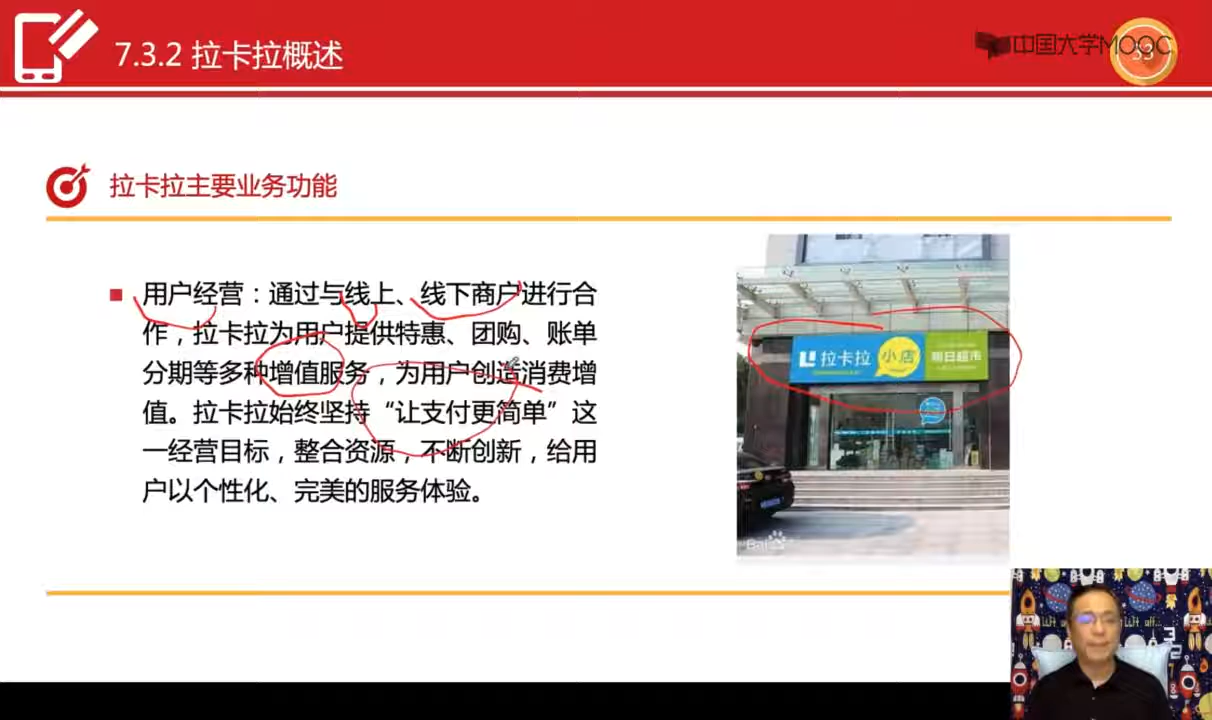 7.3.2 拉卡拉概述
中国大学MOOC
33
拉卡拉主要业务功能
用户经营：通过与线上、线下商户进行合
作，拉卡拉为用户提供特惠、团购、账单
分期等多种增值服务，为用户创造消费增
值。拉卡拉始终坚持“让支付更简单”这
一经营目标，整合资源，不断创新，给用
户以个性化、完美的服务体验。
拉卡拉 小店 明日超市
Bai